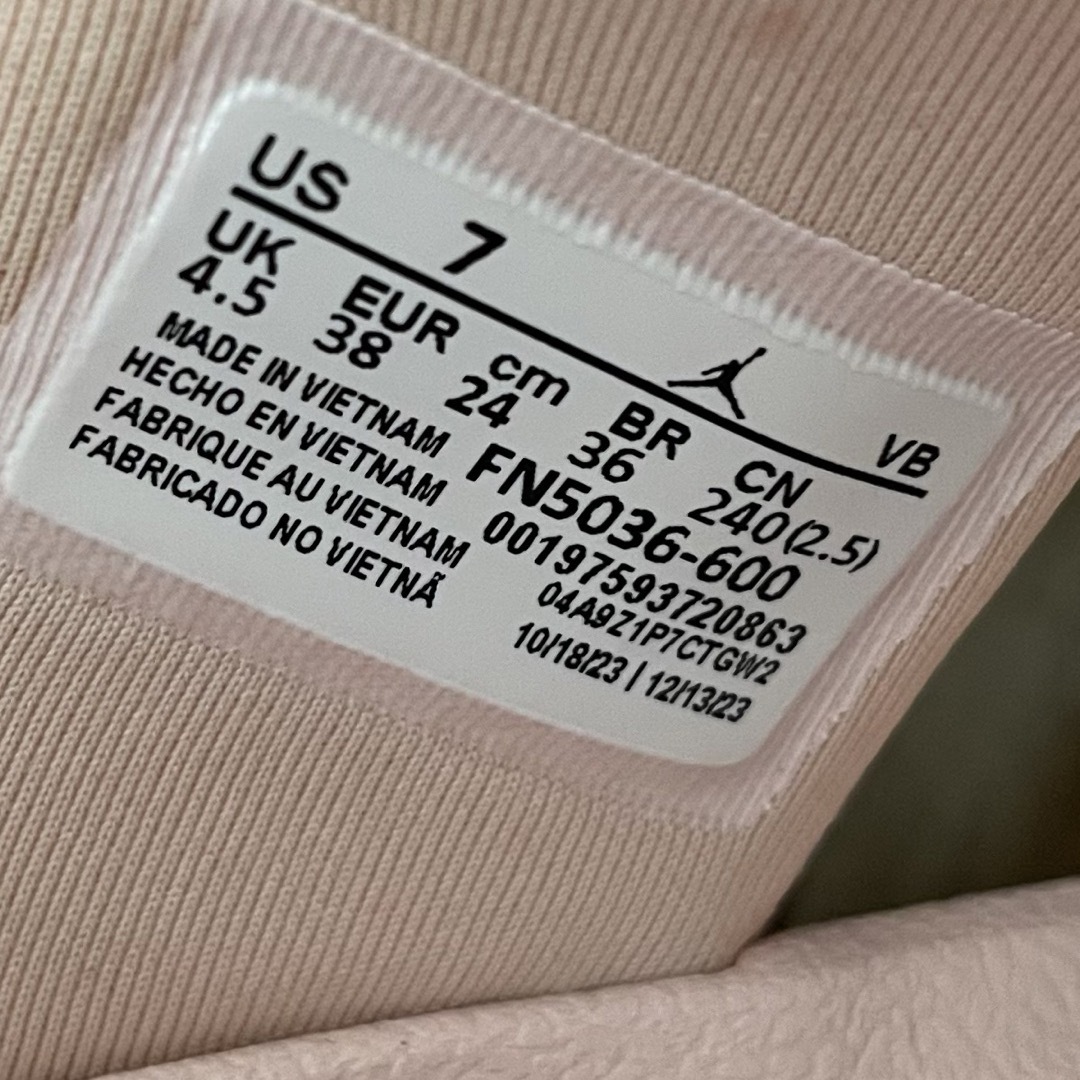 US 7
UK EUR cm BR CN VB
4.5 38 24 36 240(2.5)
MADE IN VIETNAM
HECHO EN VIETNAM
FABRIQUE AU VIETNAM
FABRICADO NO VIETNÃ
FN5036-600
00197593720863
04A9Z1P7CTGW2
10/18/23 | 12/13/23